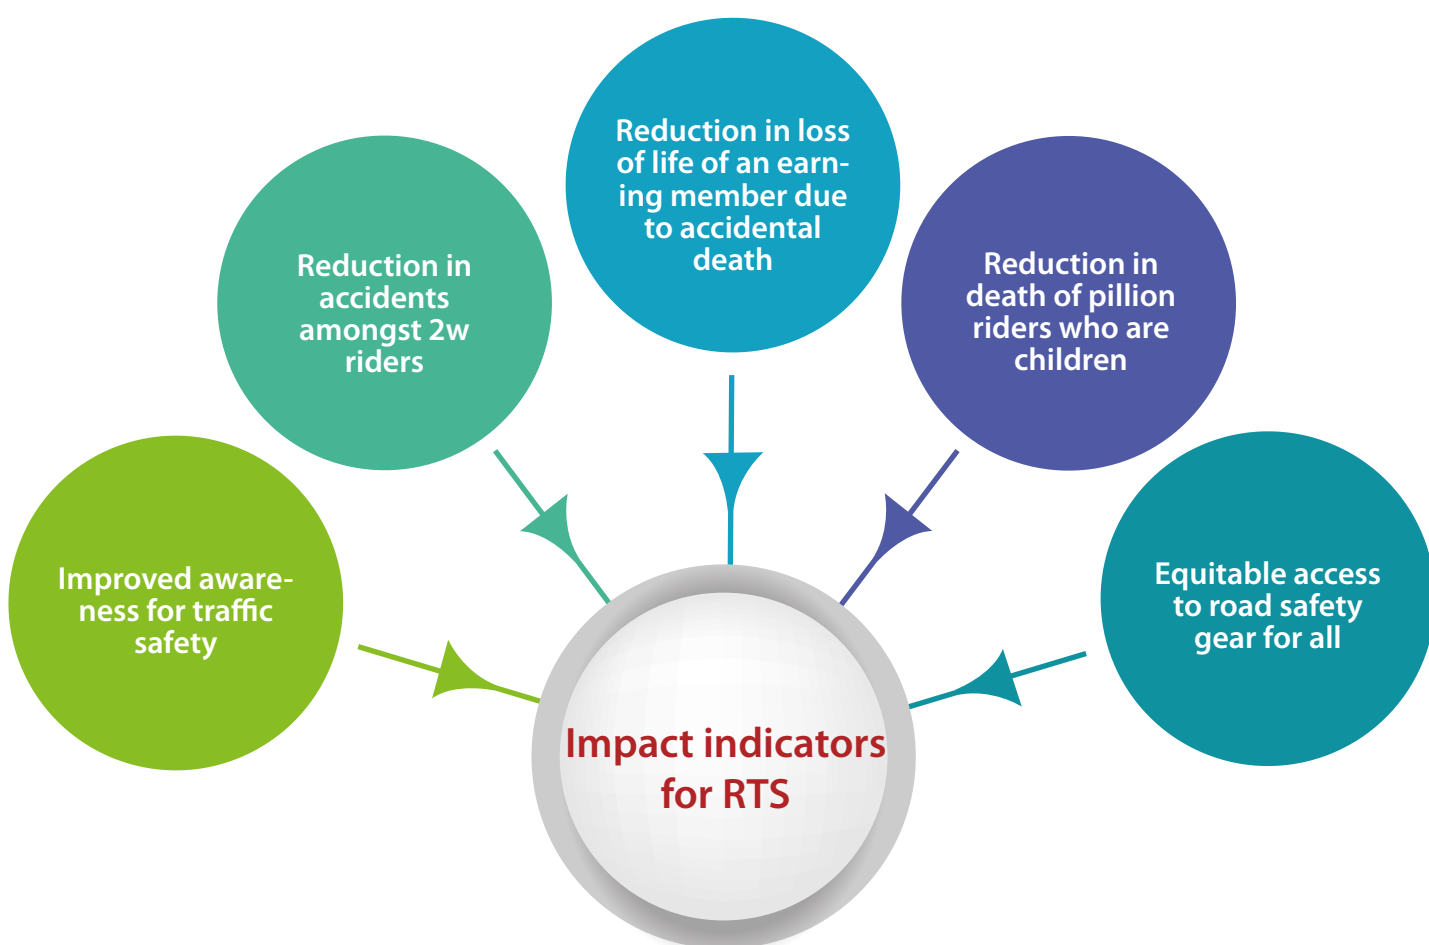 Improved aware-
ness for traffic
safety
Reduction in
accidents
amongst 2w
riders
Reduction in loss
of life of an earn-
ing member due
to accidental
death
Reduction in
death of pillion
riders who are
children
Equitable access
to road safety
gear for all
Impact indicators
for RTS